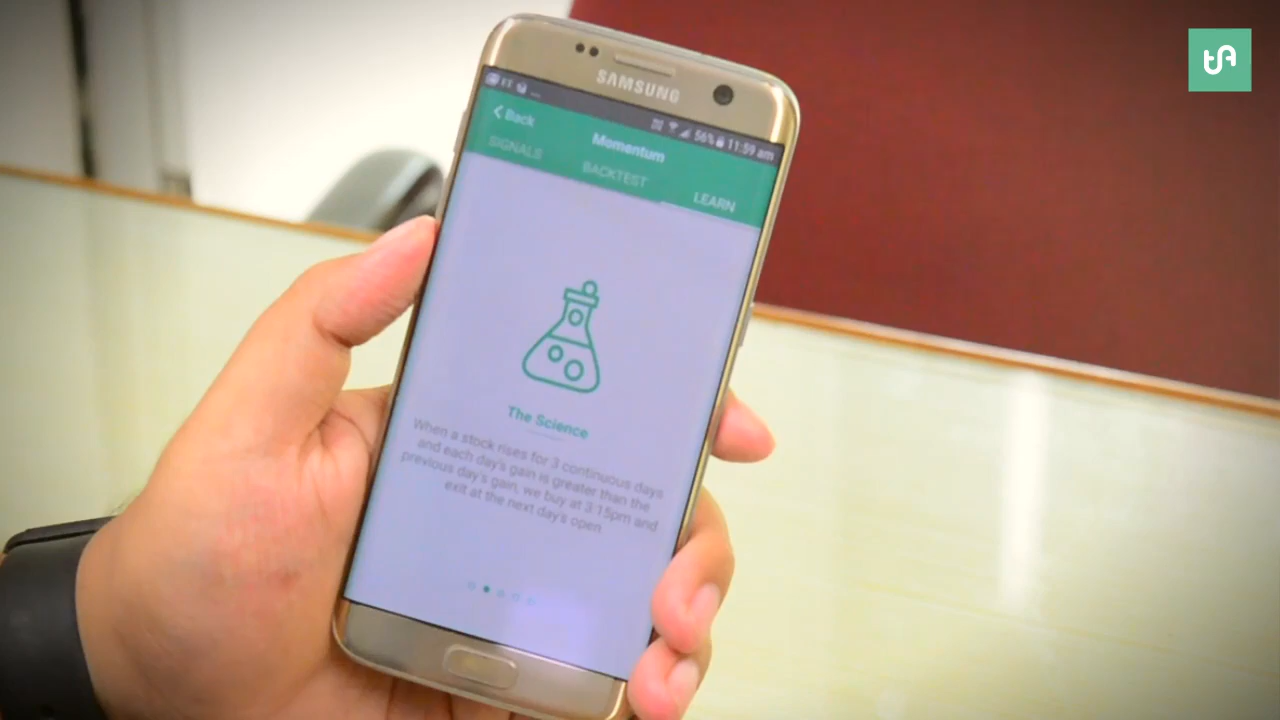 SAMSUNG
56% 11:59 am
Back
Momentum
SIGNALS
BACKTEST
LEARN
The Science
When a stock rises for 3 continuous days
and each day's gain is greater than the
previous day's gain, we buy at 3:15pm and
exit at the next day's open